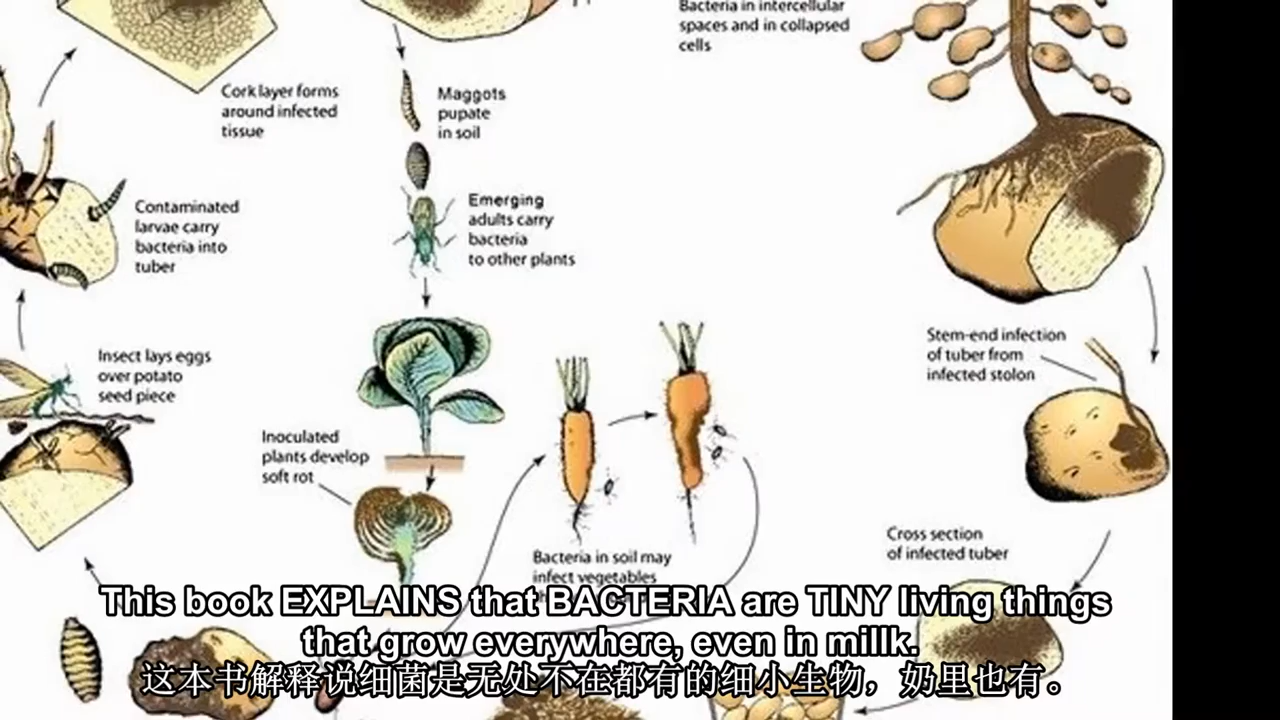 Bacteria in intercellular
spaces and in collapsed
cells
Cork layer forms
around infected
tissue
Maggots
pupate
in soil
Contaminated
larvae carry
bacteria into
tuber
Emerging
adults carry
bacteria
to other plants
Insect lays eggs
over potato
seed piece
Stem-end infection
of tuber from
infected stolon
Inoculated
plants develop
soft rot
Cross section
of infected tuber
Bacteria in soil may
infect vegetables
This book EXPLAINS that BACTERIA are TINY living things
that grow everywhere, even in millk.
这本书解释说细菌是无处不在都有的细小生物，奶里也有。